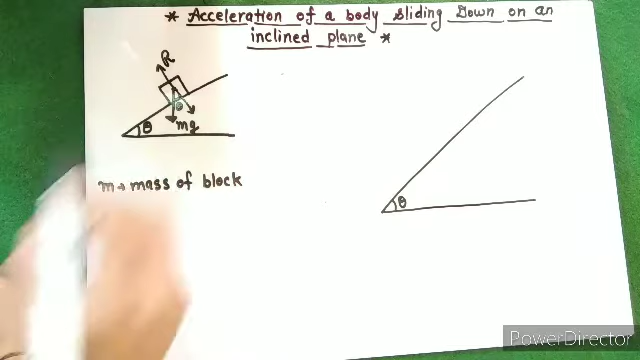 * Acceleration of a body sliding Down on an
inclined plane *
R
θ
θ
mg
m → mass of block
θ
PowerDirector